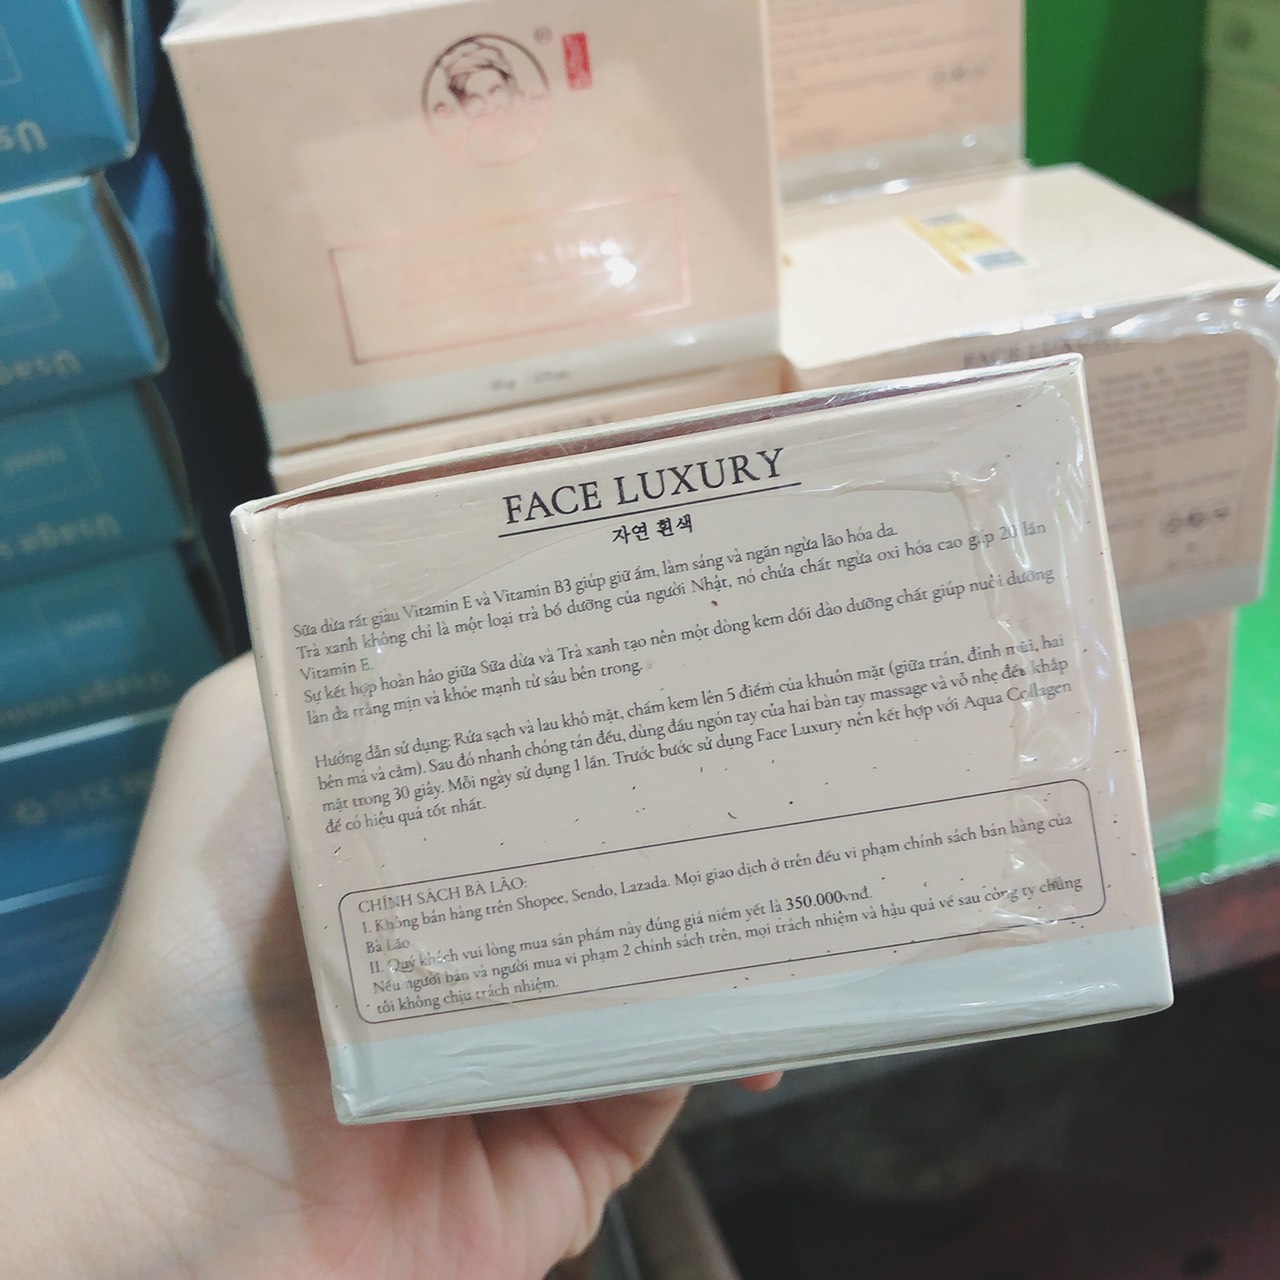 FACE LUXURY
자연 흰색
Sữa dừa rất giàu Vitamin E và Vitamin B3 giúp giữ ẩm, làm sáng và ngăn ngừa lão hóa da.
Trà xanh không chỉ là một loại trà bổ dưỡng của người Nhật, nó chứa chất ngừa oxi hóa cao gấp 20 lần
Vitamin E.
Sự kết hợp hoàn hảo giữa Sữa dừa và Trà xanh tạo nên một dòng kem dồi dào dưỡng chất giúp nuôi dưỡng
làn da trắng mịn và khỏe mạnh từ sâu bên trong.
Hướng dẫn sử dụng: Rửa sạch và lau khô mặt, chấm kem lên 5 điểm của khuôn mặt (giữa trán, đỉnh mũi, hai
bên má và cằm). Sau đó nhanh chóng tán đều, dùng đầu ngón tay của hai bàn tay massage và vỗ nhẹ đều khắp
mặt trong 30 giây. Mỗi ngày sử dụng 1 lần. Trước bước sử dụng Face Luxury nên kết hợp với Aqua Collagen
để có hiệu quả tốt nhất.
CHÍNH SÁCH BÀ LÃO:
I. Không bán hàng trên Shopee, Sendo, Lazada. Mọi giao dịch ở trên đều vi phạm chính sách bán hàng của
Bà Lão
II. Quý khách vui lòng mua sản phẩm này đúng giá niêm yết là 350.000vnđ.
Nếu người bán và người mua vi phạm 2 chính sách trên, mọi trách nhiệm và hậu quả về sau công ty chúng
tôi không chịu trách nhiệm.
FACE LUXURY